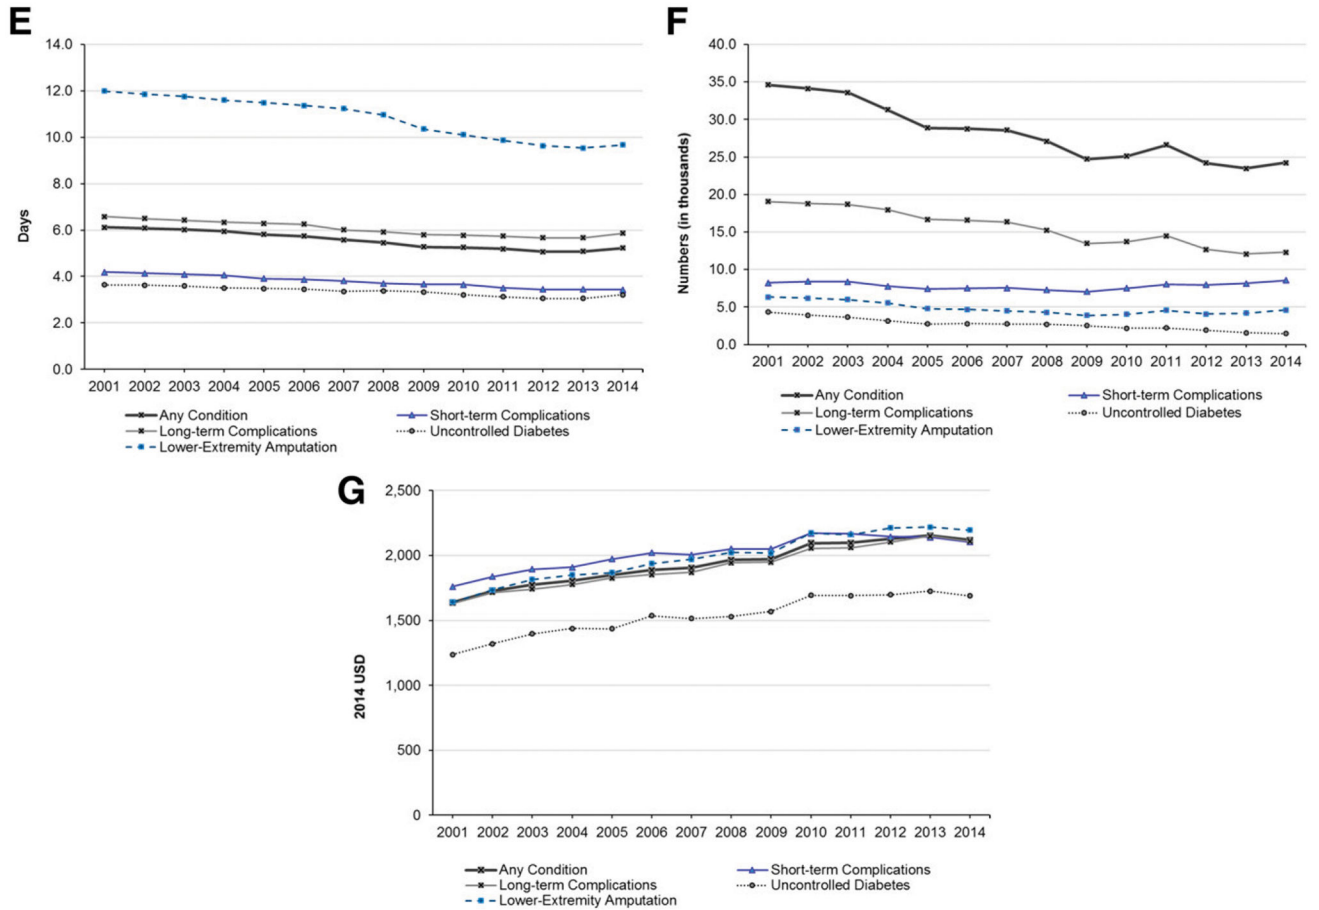 E
14.0
12.0
10.0
8.0
6.0
4.0
2.0
0.0
Days
2001 2002 2003 2004 2005 2006 2007 2008 2009 2010 2011 2012 2013 2014
Any Condition
Short-term Complications
Long-term Complications
Uncontrolled Diabetes
Lower-Extremity Amputation
F
40.0
35.0
30.0
25.0
20.0
15.0
10.0
5.0
0.0
Numbers (in thousands)
2001 2002 2003 2004 2005 2006 2007 2008 2009 2010 2011 2012 2013 2014
Any Condition
Short-term Complications
Long-term Complications
Uncontrolled Diabetes
Lower-Extremity Amputation
G
2,500
2,000
1,500
1,000
500
0
2014 USD
2001 2002 2003 2004 2005 2006 2007 2008 2009 2010 2011 2012 2013 2014
Any Condition
Short-term Complications
Long-term Complications
Uncontrolled Diabetes
Lower-Extremity Amputation